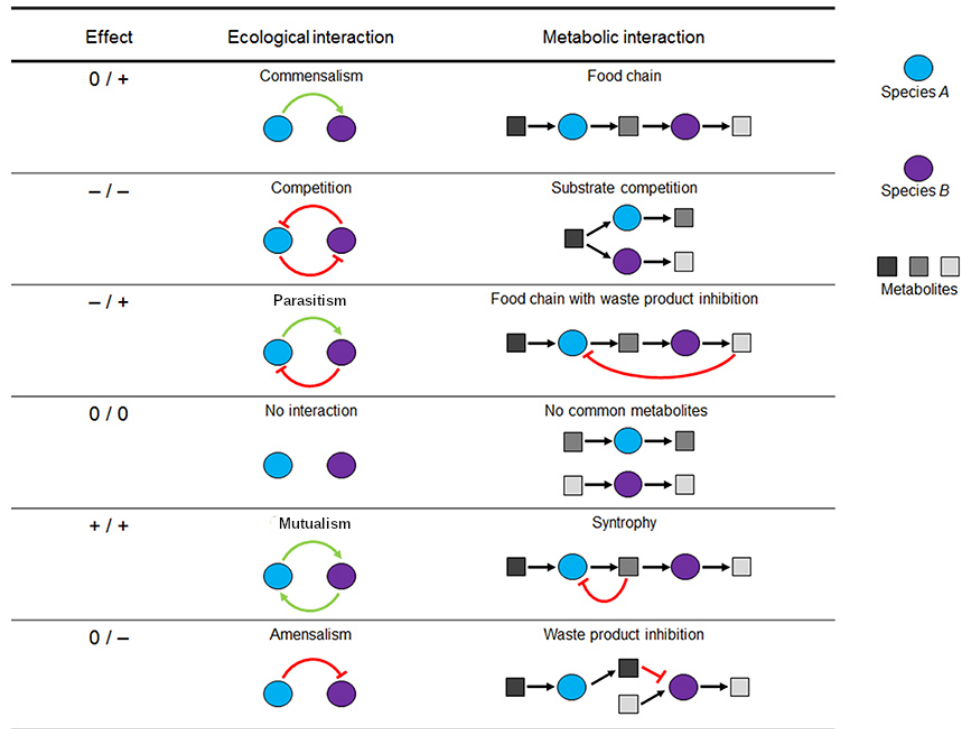 Effect Ecological interaction Metabolic interaction
0 / + Commensalism Food chain
Species A
– / – Competition Substrate competition
Species B
Metabolites
– / + Parasitism Food chain with waste product inhibition
0 / 0 No interaction No common metabolites
+ / + Mutualism Syntrophy
0 / – Amensalism Waste product inhibition